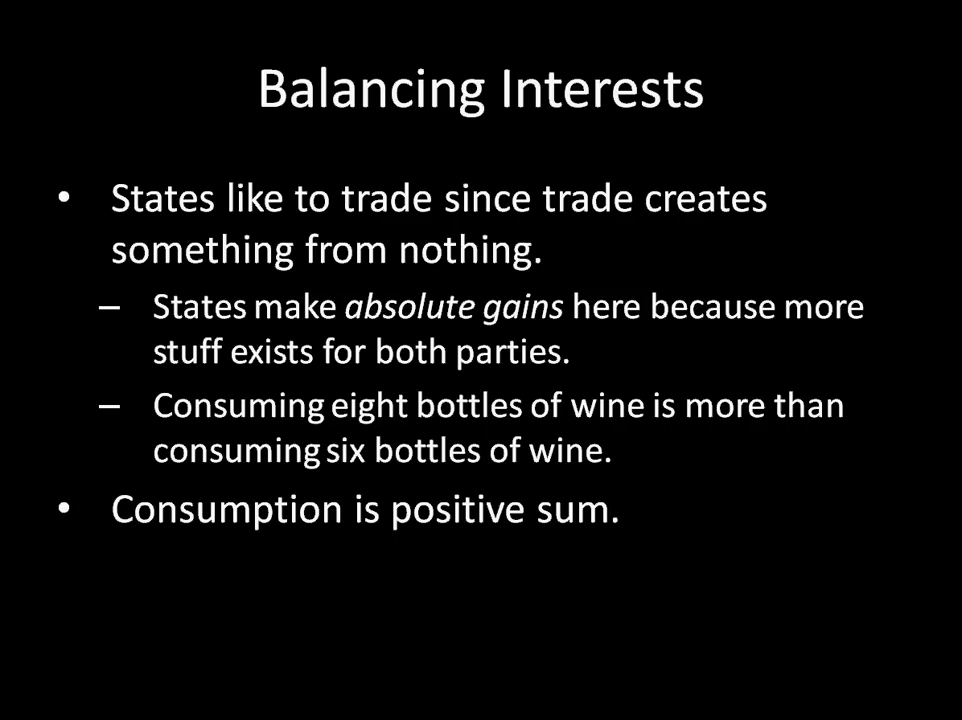 Balancing Interests
• States like to trade since trade creates
something from nothing.
– States make absolute gains here because more
stuff exists for both parties.
– Consuming eight bottles of wine is more than
consuming six bottles of wine.
• Consumption is positive sum.